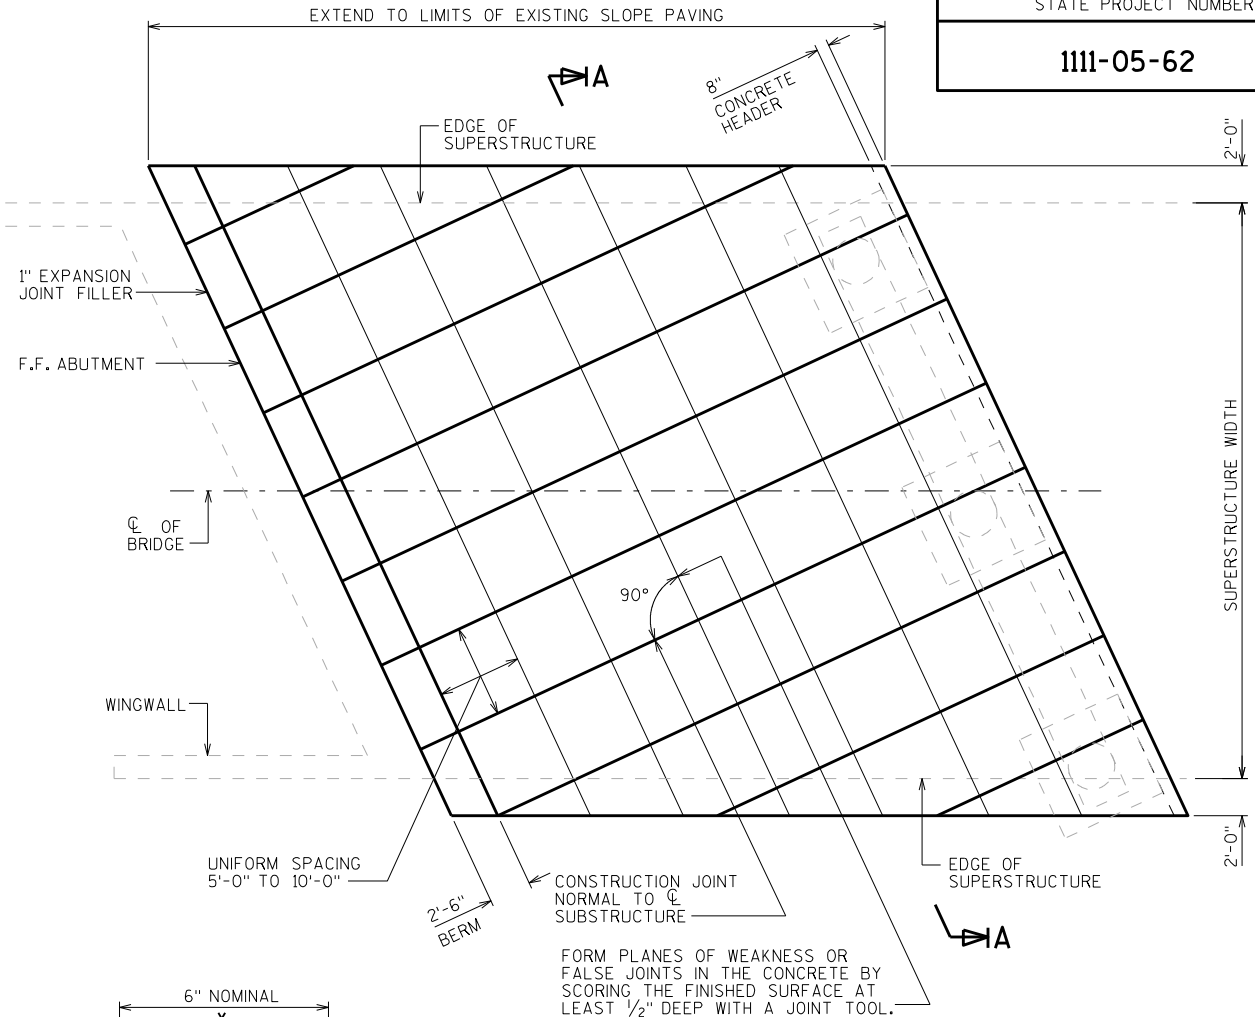 EXTEND TO LIMITS OF EXISTING SLOPE PAVING
STATE PROJECT NUMBER
1111-05-62
A
8"
CONCRETE
HEADER
EDGE OF
SUPERSTRUCTURE
2'-0"
1" EXPANSION
JOINT FILLER
F.F. ABUTMENT
SUPERSTRUCTURE WIDTH
℄ OF
BRIDGE
90°
WINGWALL
UNIFORM SPACING
5'-0" TO 10'-0"
2'-6"
BERM
CONSTRUCTION JOINT
NORMAL TO ℄
SUBSTRUCTURE
EDGE OF
SUPERSTRUCTURE
2'-0"
A
FORM PLANES OF WEAKNESS OR
FALSE JOINTS IN THE CONCRETE BY
SCORING THE FINISHED SURFACE AT
LEAST 1/2" DEEP WITH A JOINT TOOL.
6" NOMINAL